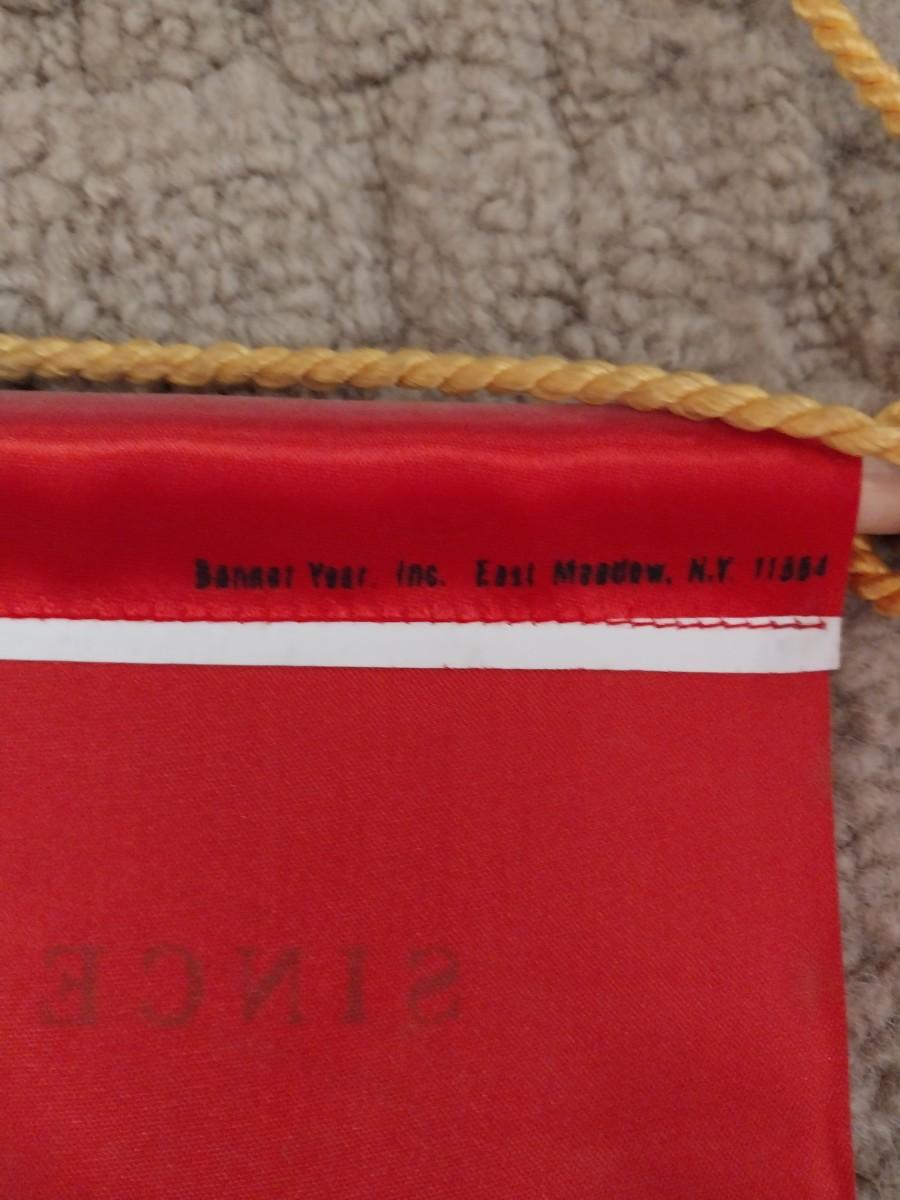 Banner Year, Inc. East Meadow, N.Y. 11554
SINCE